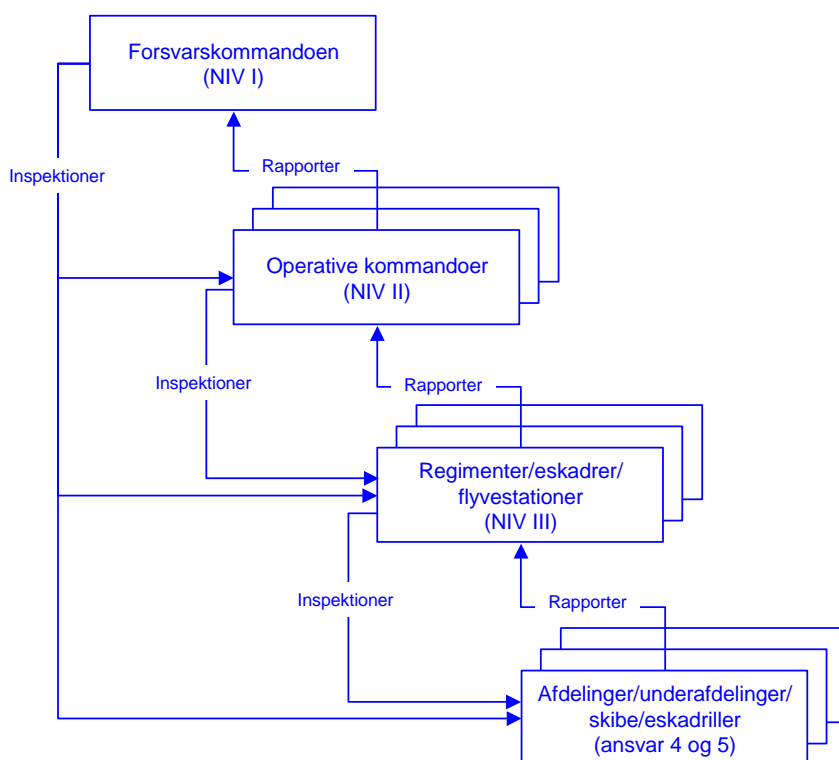 Forsvarskommandoen
(NIV I)
Inspektioner
Rapporter
Operative kommandoer
(NIV II)
Inspektioner
Rapporter
Regimenter/eskadrer/
flyvestationer
(NIV III)
Inspektioner
Rapporter
Afdelinger/underafdelinger/
skibe/eskadriller
(ansvar 4 og 5)